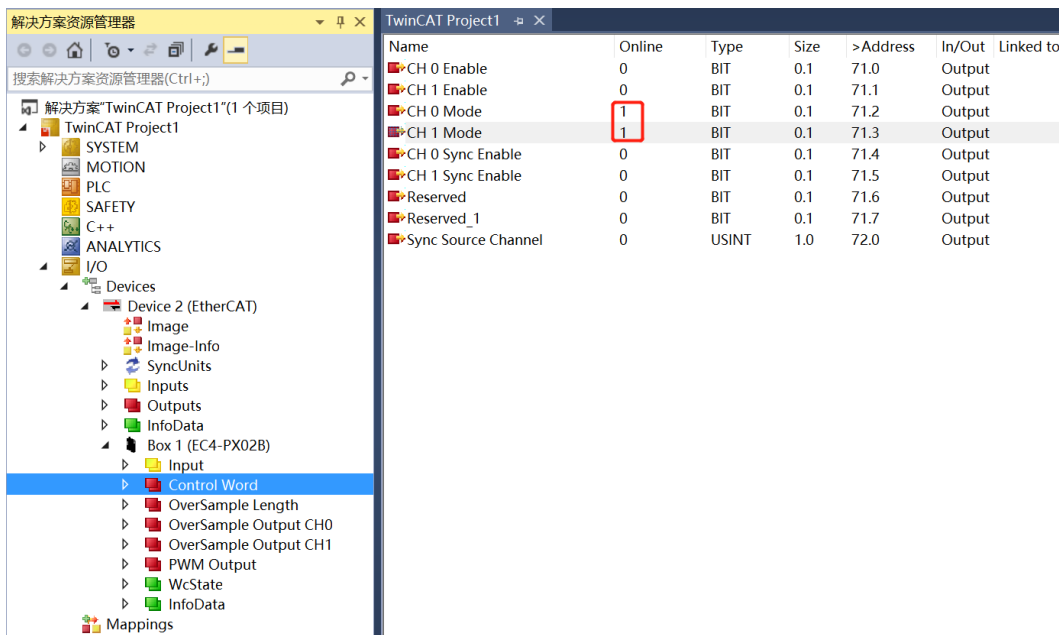 解决方案资源管理器
搜索解决方案资源管理器(Ctrl+;)
解决方案"TwinCAT Project1"(1 个项目)
TwinCAT Project1
SYSTEM
MOTION
PLC
SAFETY
C++
ANALYTICS
I/O
Devices
Device 2 (EtherCAT)
Image
Image-Info
SyncUnits
Inputs
Outputs
InfoData
Box 1 (EC4-PX02B)
Input
Control Word
OverSample Length
OverSample Output CH0
OverSample Output CH1
PWM Output
WcState
InfoData
Mappings
TwinCAT Project1
Name Online Type Size >Address In/Out Linked to
CH 0 Enable 0 BIT 0.1 71.0 Output
CH 1 Enable 0 BIT 0.1 71.1 Output
CH 0 Mode 1 BIT 0.1 71.2 Output
CH 1 Mode 1 BIT 0.1 71.3 Output
CH 0 Sync Enable 0 BIT 0.1 71.4 Output
CH 1 Sync Enable 0 BIT 0.1 71.5 Output
Reserved 0 BIT 0.1 71.6 Output
Reserved_1 0 BIT 0.1 71.7 Output
Sync Source Channel 0 USINT 1.0 72.0 Output